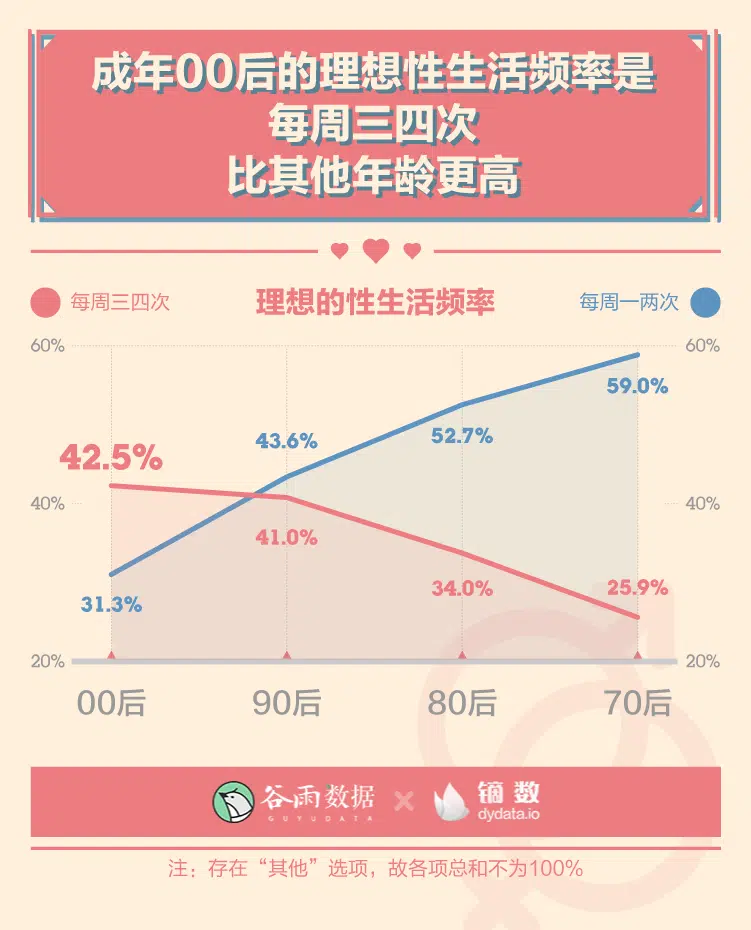 成年00后的理想性生活频率是
每周三四次
比其他年龄更高
每周三四次
理想的性生活频率
每周一两次
60%
60%
42.5%
43.6%
52.7%
59.0%
40%
40%
41.0%
34.0%
25.9%
31.3%
20%
20%
00后
90后
80后
70后
谷雨数据
GUYUDATA
×
镝数
dydata.io
注：存在“其他”选项，故各项总和不为100%